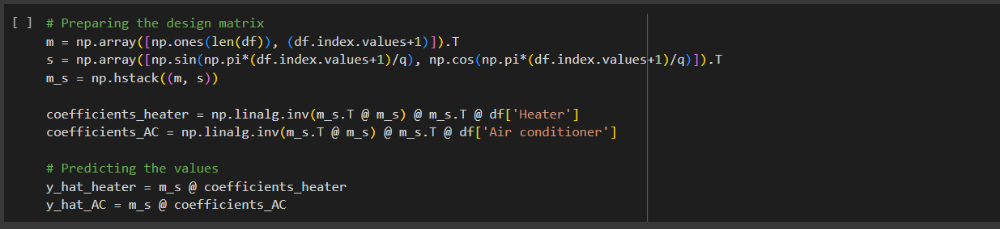 [ ] # Preparing the design matrix
m = np.array([np.ones(len(df)), (df.index.values+1)]).T
s = np.array([np.sin(np.pi*(df.index.values+1)/q), np.cos(np.pi*(df.index.values+1)/q)]).T
m_s = np.hstack((m, s))
coefficients_heater = np.linalg.inv(m_s.T @ m_s) @ m_s.T @ df['Heater']
coefficients_AC = np.linalg.inv(m_s.T @ m_s) @ m_s.T @ df['Air conditioner']
# Predicting the values
y_hat_heater = m_s @ coefficients_heater
y_hat_AC = m_s @ coefficients_AC